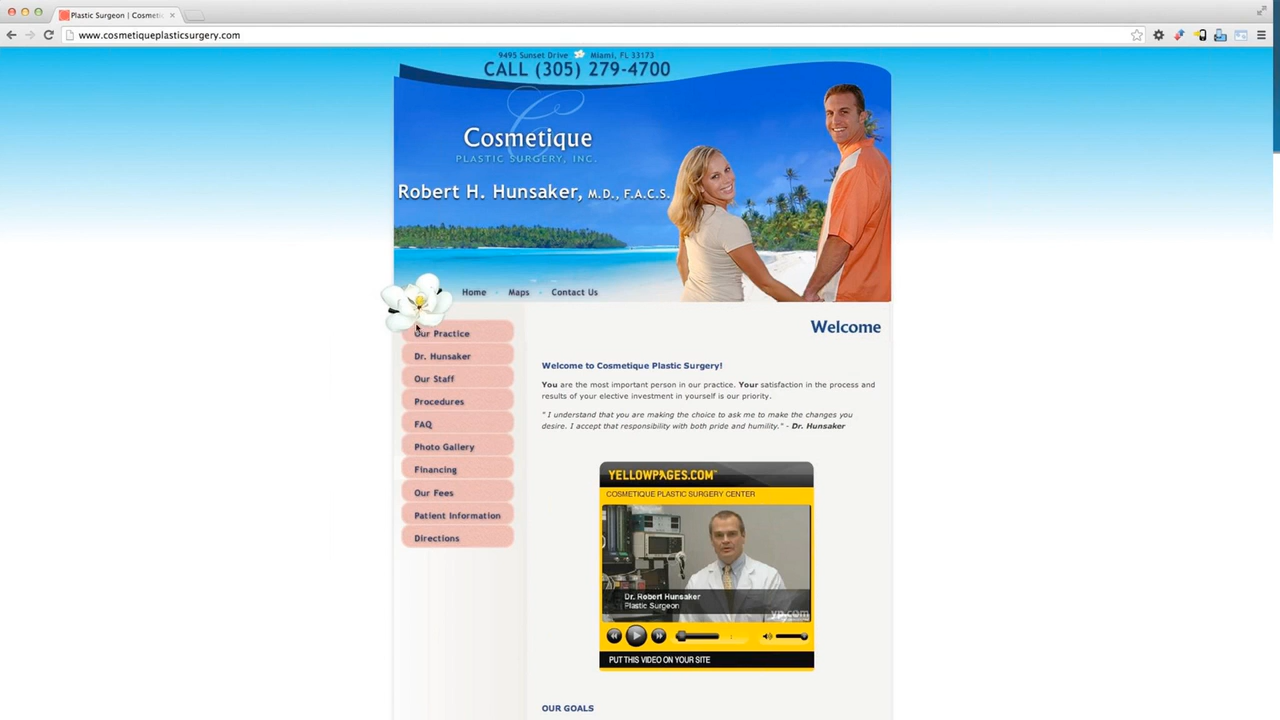 Plastic Surgeon | Cosmeti
www.cosmetiqueplasticsurgery.com
9495 Sunset Drive Miami, FL 33173
CALL (305) 279-4700
C
Cosmetique
PLASTIC SURGERY, INC.
Robert H. Hunsaker, M.D., F.A.C.S.
Home Maps Contact Us
Our Practice
Dr. Hunsaker
Our Staff
Procedures
FAQ
Photo Gallery
Financing
Our Fees
Patient Information
Directions
Welcome
Welcome to Cosmetique Plastic Surgery!
You are the most important person in our practice. Your satisfaction in the process and
results of your elective investment in yourself is our priority.
" I understand that you are making the choice to ask me to make the changes you
desire. I accept that responsibility with both pride and humility." - Dr. Hunsaker
YELLOWPAGES.COM™
COSMETIQUE PLASTIC SURGERY CENTER
Dr. Robert Hunsaker
Plastic Surgeon
yp.com
PUT THIS VIDEO ON YOUR SITE
OUR GOALS